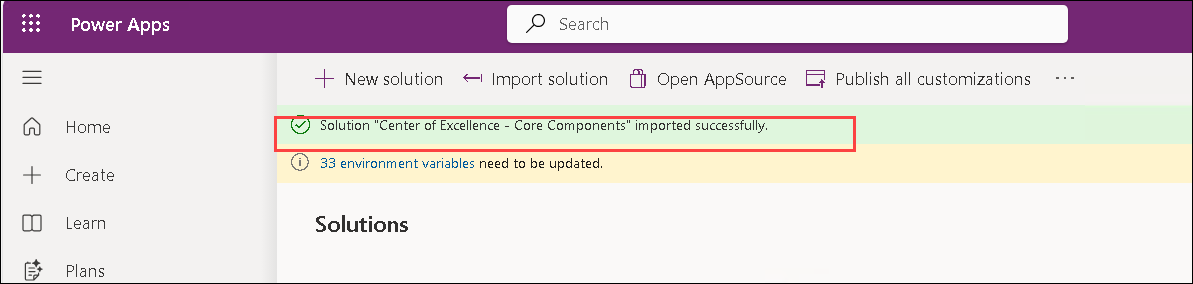 Power Apps
Search
New solution
Import solution
Open AppSource
Publish all customizations
Home
Create
Learn
Plans
Solution "Center of Excellence - Core Components" imported successfully.
33 environment variables need to be updated.
Solutions